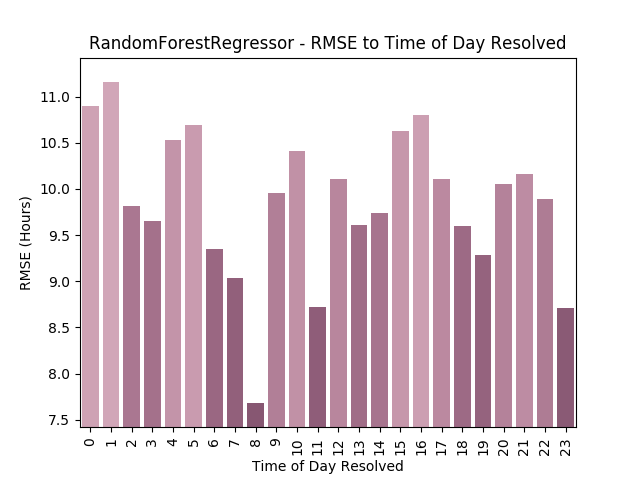 RandomForestRegressor - RMSE to Time of Day Resolved
RMSE (Hours)
11.0
10.5
10.0
9.5
9.0
8.5
8.0
7.5
0 1 2 3 4 5 6 7 8 9 10 11 12 13 14 15 16 17 18 19 20 21 22 23
Time of Day Resolved